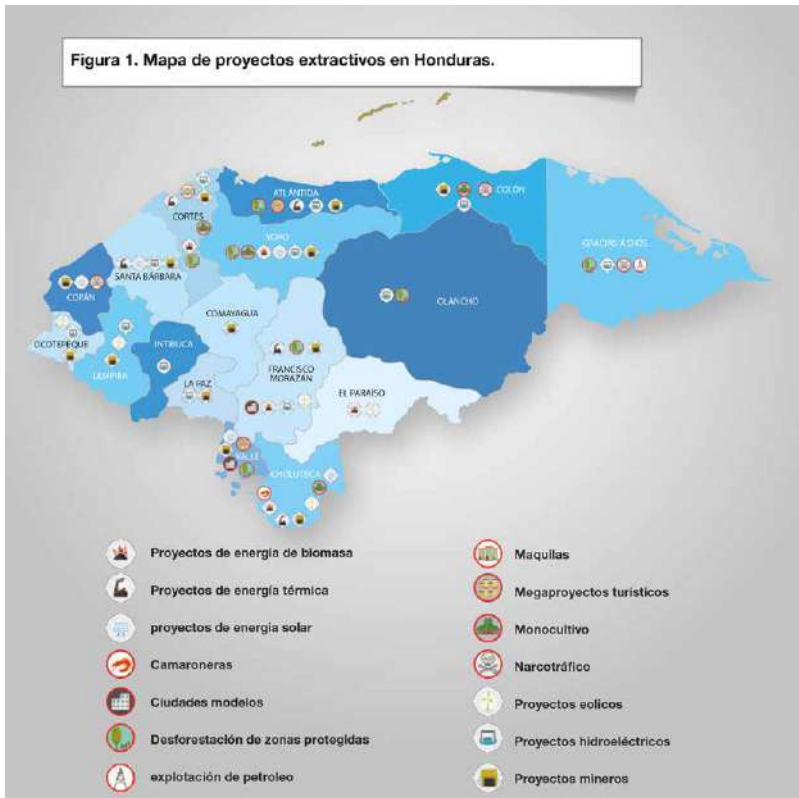 Figura 1. Mapa de proyectos extractivos en Honduras.
ATLÁNTIDA
COLÓN
CORTÉS
YORO
GRACIAS A DIOS
SANTA BÁRBARA
COPÁN
OLANCHO
COMAYAGUA
OCOTEPEQUE
INTIBUCA
LEMPIRA
FRANCISCO
MORAZAN
LA PAZ
EL PARAISO
VALLE
CHOLUTECA
Proyectos de energía de biomasa
Proyectos de energía térmica
proyectos de energia solar
Camaroneras
Ciudades modelos
Desforestación de zonas protegidas
explotación de petroleo
Maquilas
Megaproyectos turísticos
Monocultivo
Narcotráfico
Proyectos eolicos
Proyectos hidroeléctricos
Proyectos mineros